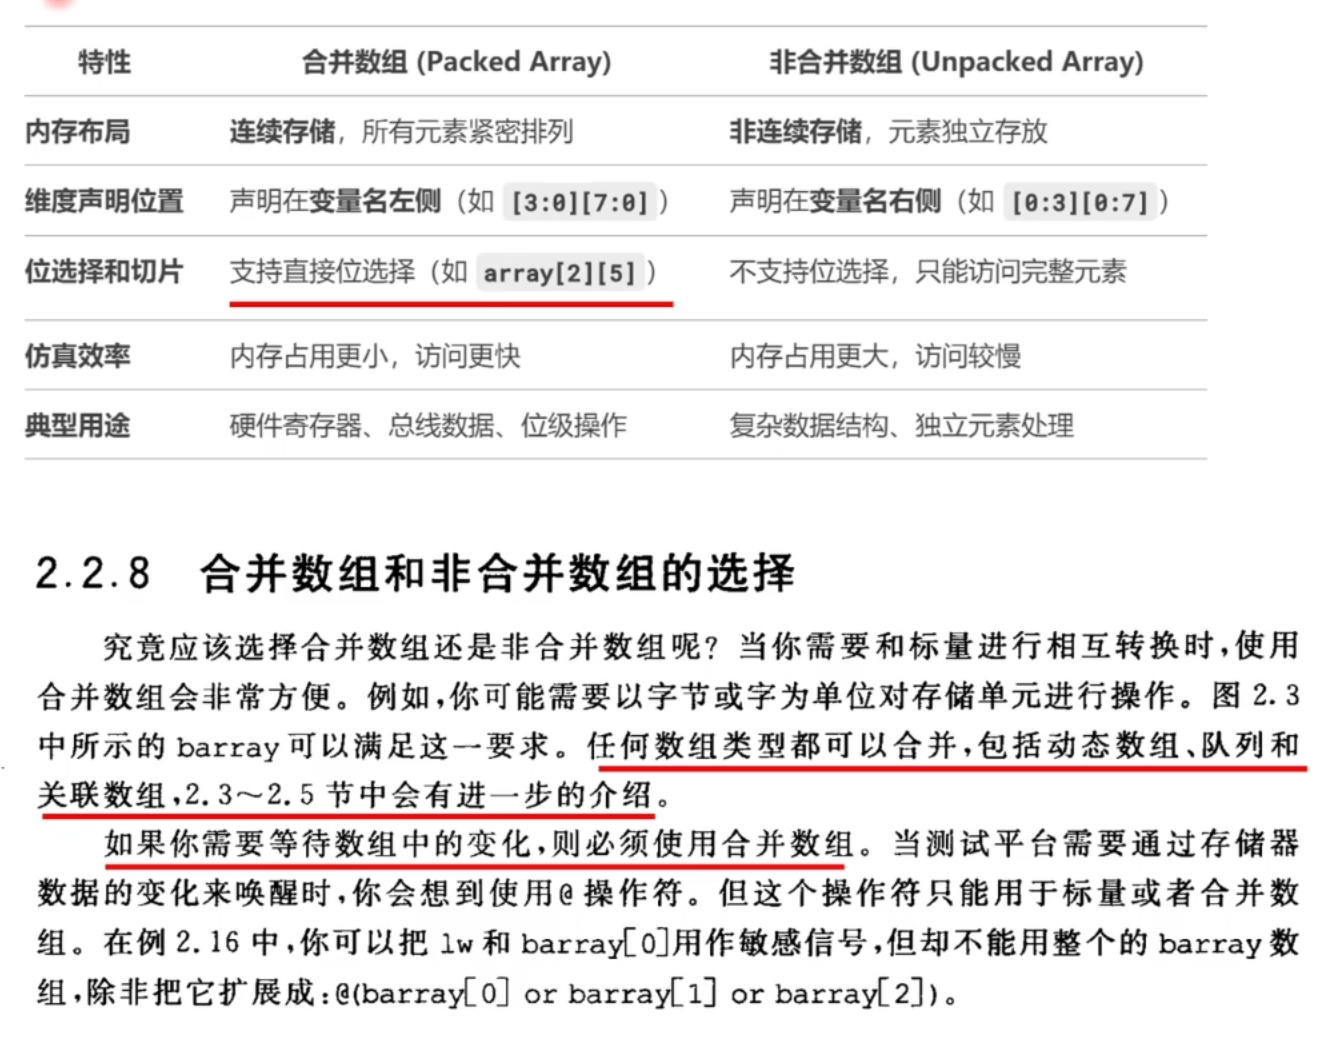 特性 合并数组 (Packed Array) 非合并数组 (Unpacked Array)
内存布局 连续存储，所有元素紧密排列 非连续存储，元素独立存放
维度声明位置 声明在变量名左侧（如 [3:0][7:0] ） 声明在变量名右侧（如 [0:3][0:7] ）
位选择和切片 支持直接位选择（如 array[2][5] ） 不支持位选择，只能访问完整元素
仿真效率 内存占用更小，访问更快 内存占用更大，访问较慢
典型用途 硬件寄存器、总线数据、位级操作 复杂数据结构、独立元素处理
2.2.8 合并数组和非合并数组的选择
究竟应该选择合并数组还是非合并数组呢？当你需要和标量进行相互转换时,使用
合并数组会非常方便。例如,你可能需要以字节或字为单位对存储单元进行操作。图 2.3
中所示的 barray 可以满足这一要求。任何数组类型都可以合并,包括动态数组、队列和
关联数组,2.3～2.5 节中会有进一步的介绍。
如果你需要等待数组中的变化,则必须使用合并数组。当测试平台需要通过存储器
数据的变化来唤醒时,你会想到使用@ 操作符。但这个操作符只能用于标量或者合并数
组。在例 2.16 中,你可以把 lw 和 barray[0]用作敏感信号,但却不能用整个的 barray 数
组,除非把它扩展成:@(barray[0] or barray[1] or barray[2])。